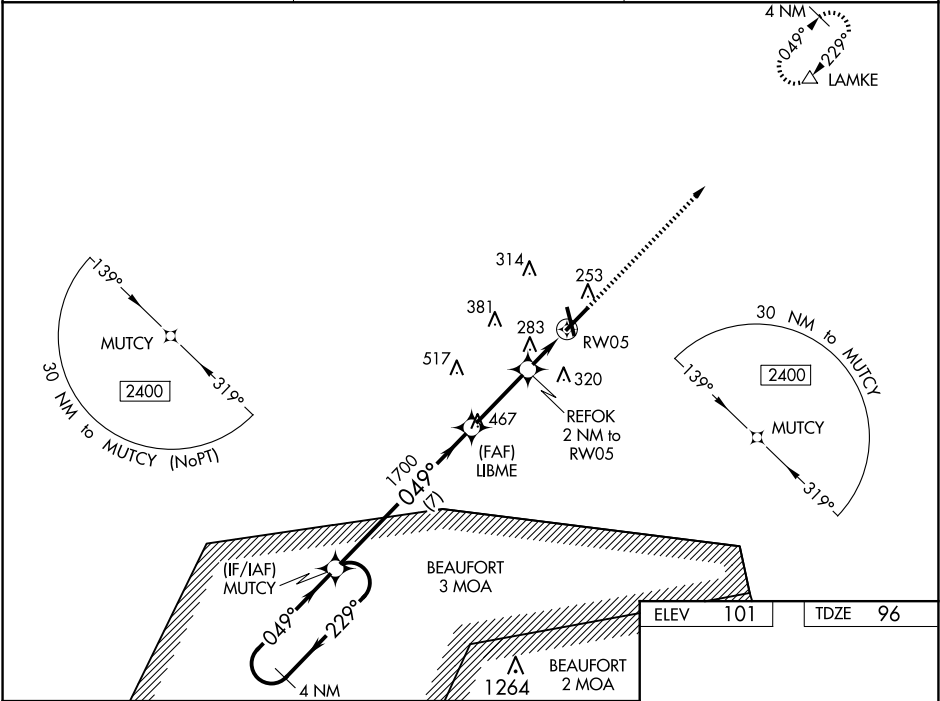 4 NM
049°
229°
LAMKE
139°
MUTCY
2400
319°
30 NM to MUTCY (NoPT)
314
253
381
283
RW05
517
320
467
REFOK
2 NM to
RW05
(FAF)
LIBME
1700
049°
(7)
30 NM to MUTCY
139°
2400
MUTCY
319°
(IF/IAF)
MUTCY
BEAUFORT
3 MOA
049°
229°
4 NM
1264
BEAUFORT
2 MOA
ELEV 101
TDZE 96